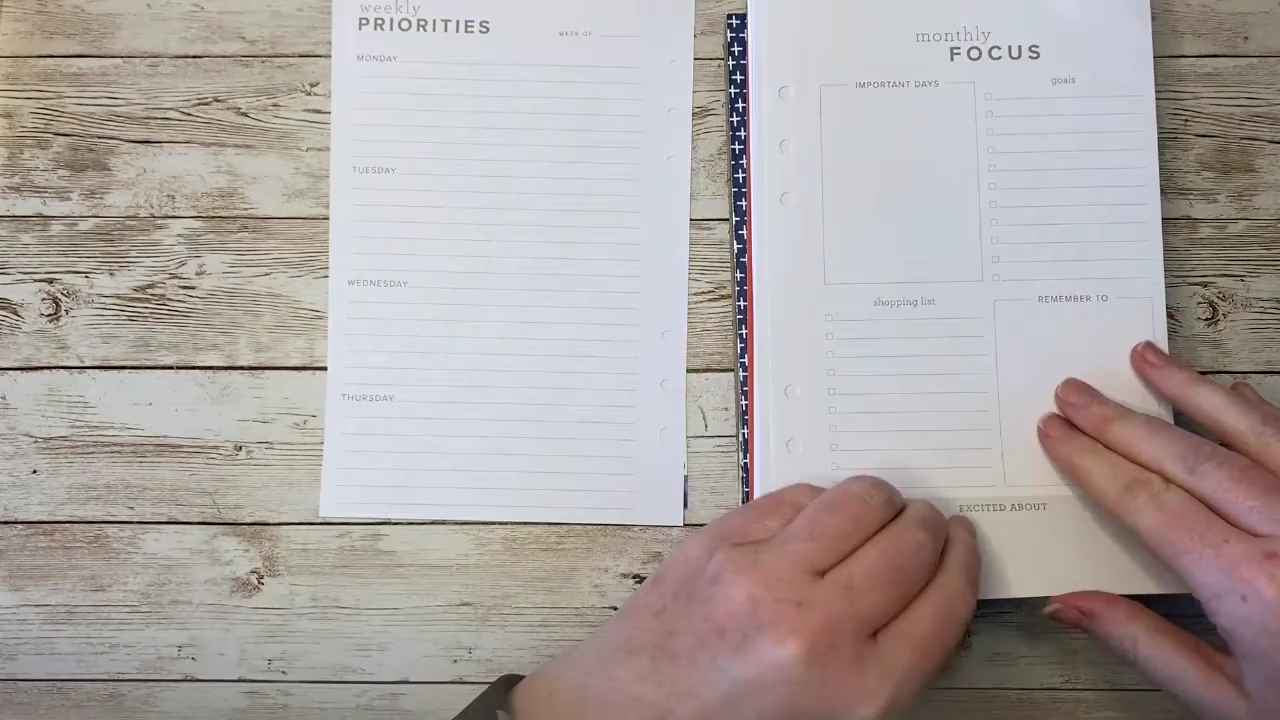 weekly
PRIORITIES
WEEK OF
MONDAY
TUESDAY
WEDNESDAY
THURSDAY
monthly
FOCUS
IMPORTANT DAYS
goals
shopping list
REMEMBER TO
EXCITED ABOUT